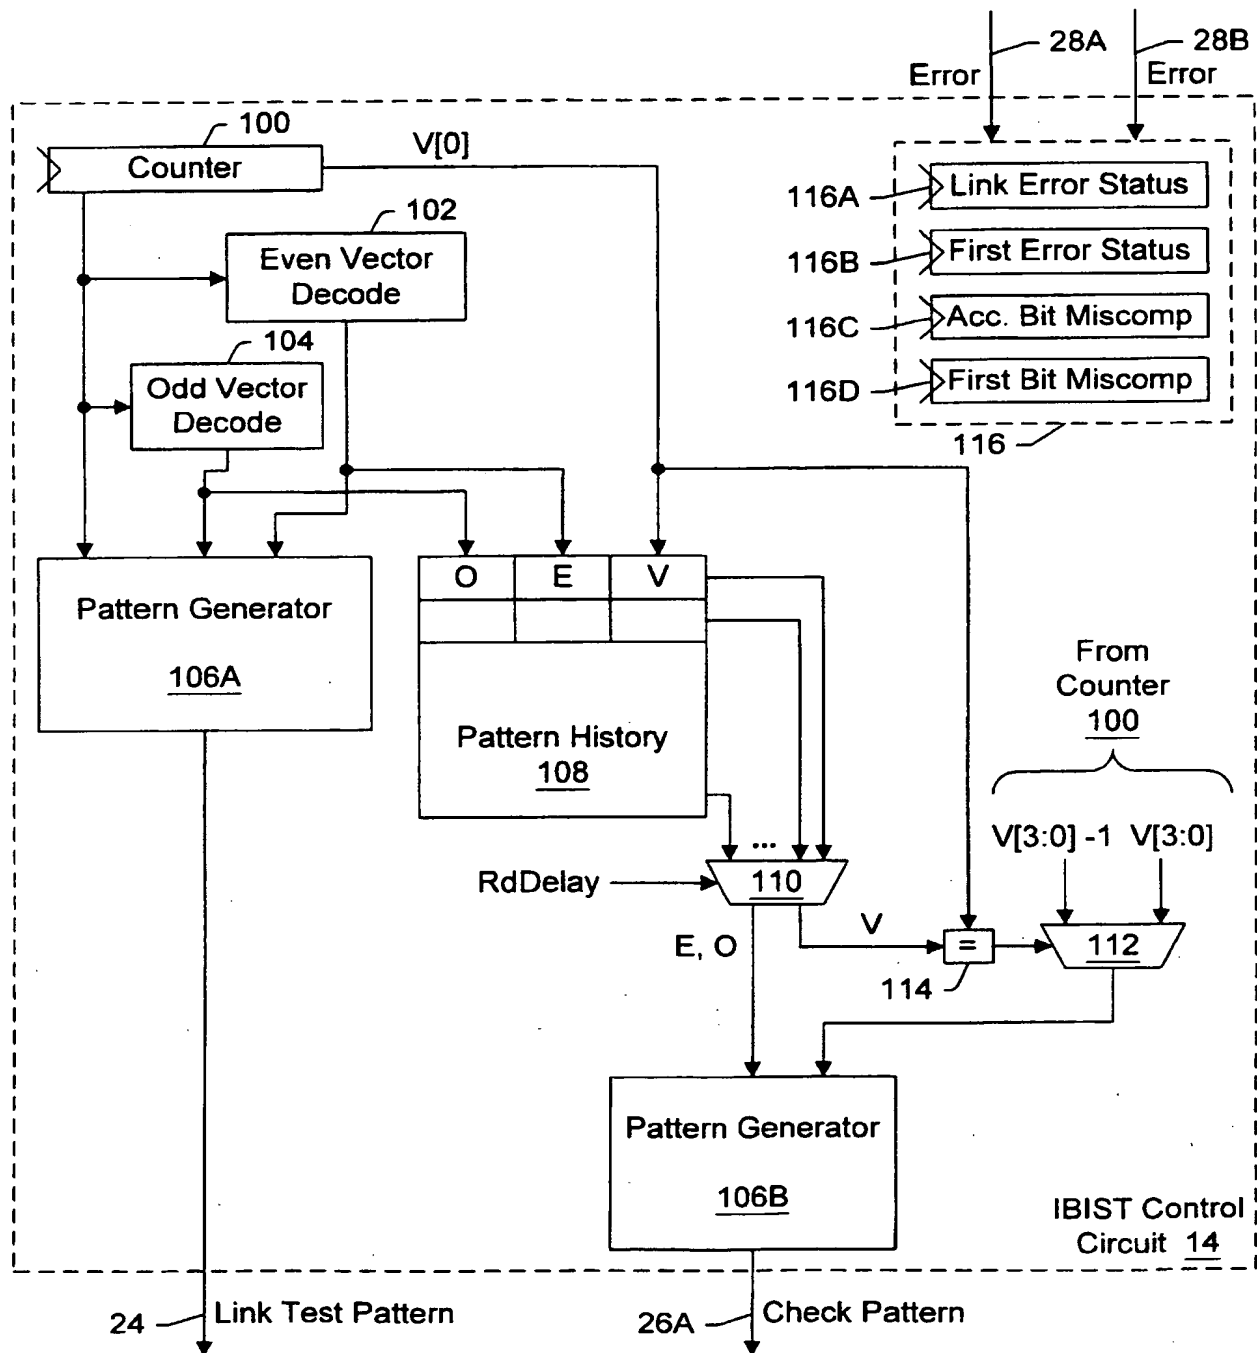 28A
28B
Error
Error
100
Counter
V[0]
102
Even Vector
Decode
104
Odd Vector
Decode
116A
Link Error Status
116B
First Error Status
116C
Acc. Bit Miscomp
116D
First Bit Miscomp
116
O
E
V
Pattern Generator
106A
Pattern History
108
From
Counter
100
V[3:0] -1
V[3:0]
...
RdDelay
110
E, O
V
=
114
112
Pattern Generator
106B
IBIST Control
Circuit 14
24
Link Test Pattern
26A
Check Pattern